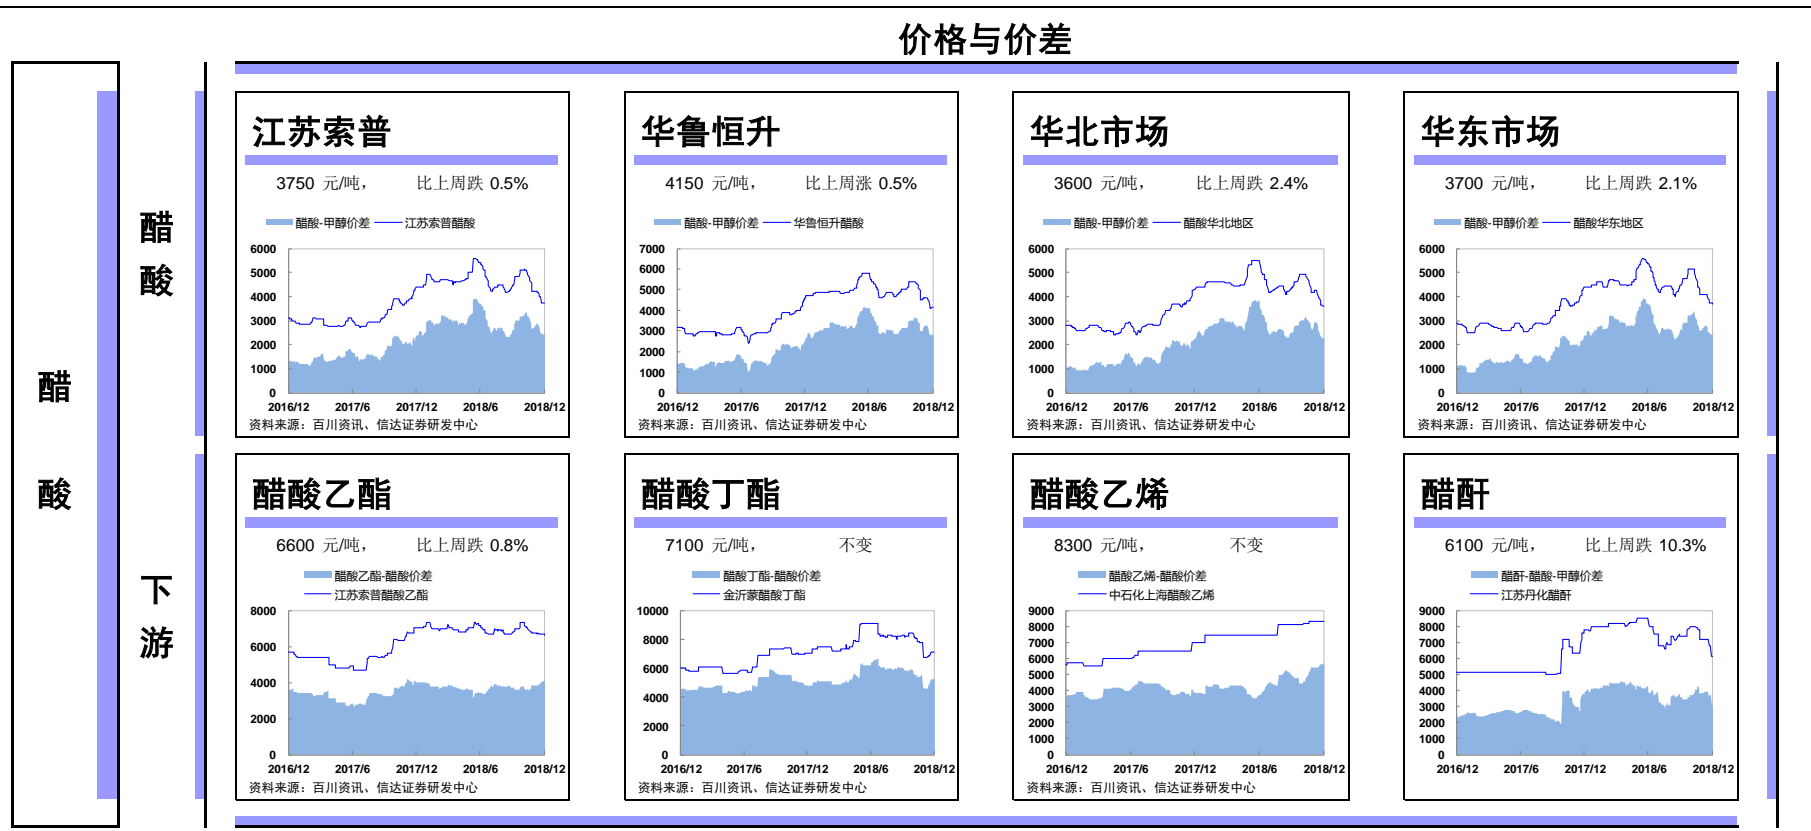 价格与价差
醋酸
醋酸
江苏索普
3750 元/吨， 比上周跌 0.5%
醋酸-甲醇价差 江苏索普醋酸
6000
5000
4000
3000
2000
1000
0
2016/12 2017/6 2017/12 2018/6 2018/12
资料来源：百川资讯、信达证券研发中心
华鲁恒升
4150 元/吨， 比上周涨 0.5%
醋酸-甲醇价差 华鲁恒升醋酸
7000
6000
5000
4000
3000
2000
1000
0
2016/12 2017/6 2017/12 2018/6 2018/12
资料来源：百川资讯、信达证券研发中心
华北市场
3600 元/吨， 比上周跌 2.4%
醋酸-甲醇价差 醋酸华北地区
6000
5000
4000
3000
2000
1000
0
2016/12 2017/6 2017/12 2018/6 2018/12
资料来源：百川资讯、信达证券研发中心
华东市场
3700 元/吨， 比上周跌 2.1%
醋酸-甲醇价差 醋酸华东地区
6000
5000
4000
3000
2000
1000
0
2016/12 2017/6 2017/12 2018/6 2018/12
资料来源：百川资讯、信达证券研发中心
下游
醋酸乙酯
6600 元/吨， 比上周跌 0.8%
醋酸乙酯-醋酸价差
江苏索普醋酸乙酯
8000
6000
4000
2000
0
2016/12 2017/6 2017/12 2018/6 2018/12
资料来源：百川资讯、信达证券研发中心
醋酸丁酯
7100 元/吨， 不变
醋酸丁酯-醋酸价差
金沂蒙醋酸丁酯
10000
8000
6000
4000
2000
0
2016/12 2017/6 2017/12 2018/6 2018/12
资料来源：百川资讯、信达证券研发中心
醋酸乙烯
8300 元/吨， 不变
醋酸乙烯-醋酸价差
中石化上海醋酸乙烯
9000
8000
7000
6000
5000
4000
3000
2000
1000
0
2016/12 2017/6 2017/12 2018/6 2018/12
资料来源：百川资讯、信达证券研发中心
醋酐
6100 元/吨， 比上周跌 10.3%
醋酐-醋酸-甲醇价差
江苏丹化醋酐
9000
8000
7000
6000
5000
4000
3000
2000
1000
0
2016/12 2017/6 2017/12 2018/6 2018/12
资料来源：百川资讯、信达证券研发中心